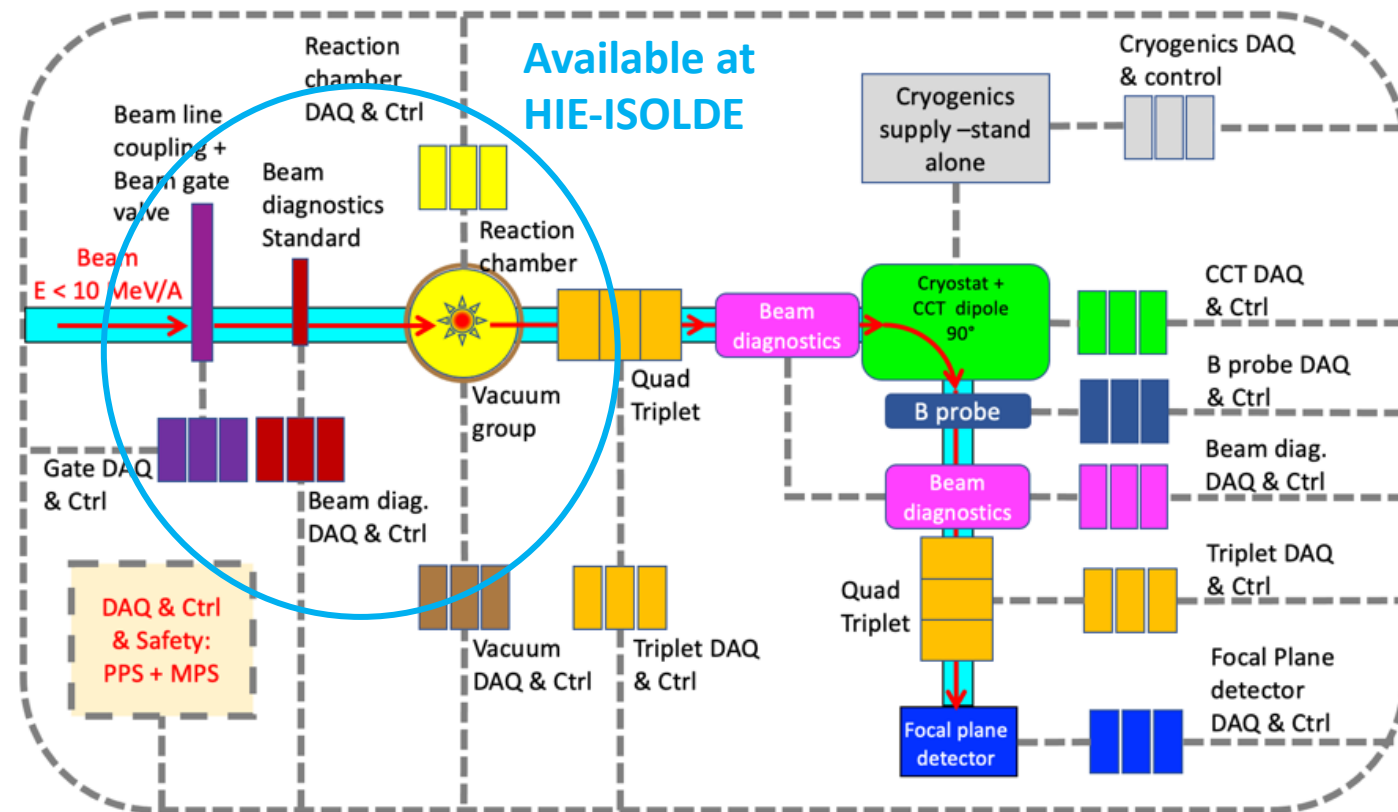 Reaction
chamber
DAQ & Ctrl
Available at
HIE-ISOLDE
Cryogenics DAQ
& control
Cryogenics
supply –stand
alone
Beam line
coupling +
Beam gate
valve
Beam
diagnostics
Standard
Reaction
chamber
Beam
E < 10 MeV/A
Beam
diagnostics
Cryostat +
CCT dipole
90°
CCT DAQ
& Ctrl
Quad
Triplet
Vacuum
group
B probe
B probe DAQ
& Ctrl
Gate DAQ
& Ctrl
Beam diag.
DAQ & Ctrl
Beam
diagnostics
Beam diag.
DAQ & Ctrl
DAQ & Ctrl
& Safety:
PPS + MPS
Vacuum
DAQ & Ctrl
Triplet DAQ
& Ctrl
Quad
Triplet
Triplet DAQ
& Ctrl
Focal plane
detector
Focal Plane
detector
DAQ & Ctrl